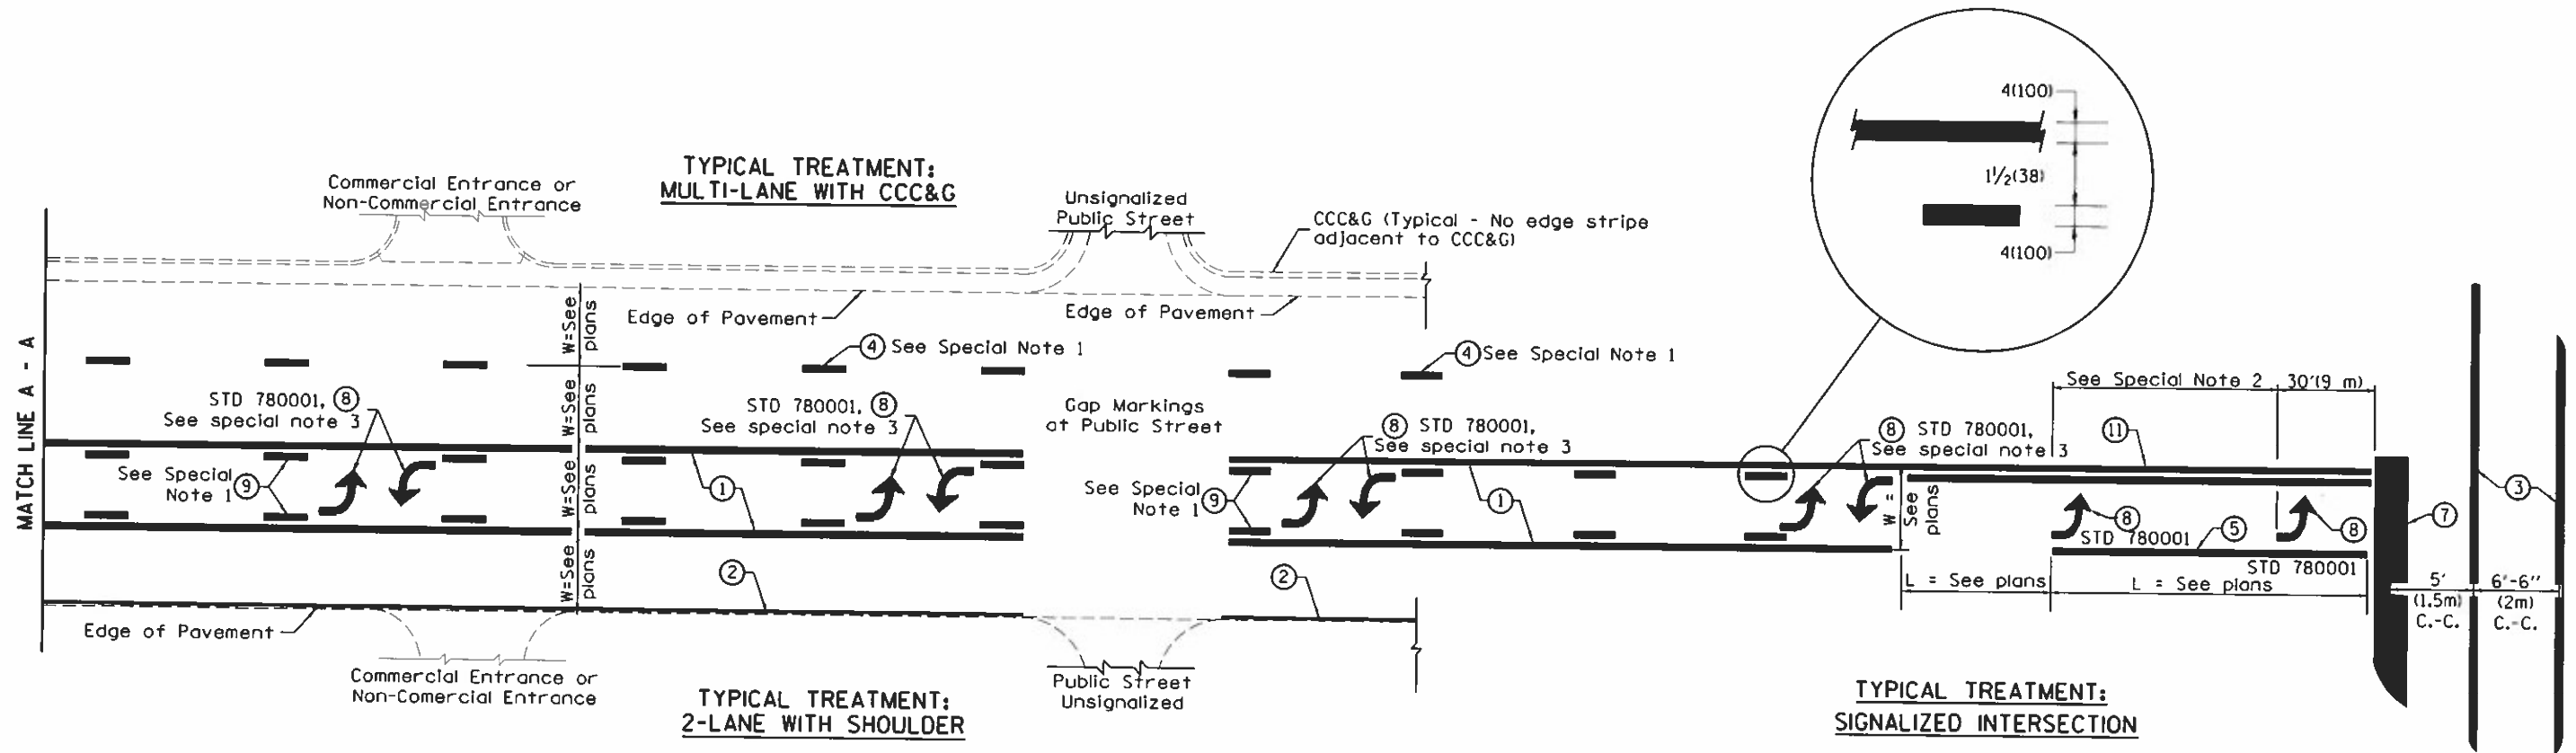 4(100)
1½(38)
4(100)
TYPICAL TREATMENT:
MULTI-LANE WITH CCC&G
Commercial Entrance or
Non-Commercial Entrance
Unsignalized
Public Street
CCC&G (Typical - No edge stripe
adjacent to CCC&G)
MATCH LINE A - A
W=See
plans
Edge of Pavement
Edge of Pavement
4 See Special Note 1
4 See Special Note 1
See Special Note 2
30'(9 m)
STD 780001, 8
See special note 3
W=See
plans
STD 780001, 8
See special note 3
Gap Markings
at Public Street
8 STD 780001,
See special note 3
8 STD 780001,
See special note 3
11
See Special
Note 1 9
W=See
plans
1
See Special
Note 1 9
1
W =
See
plans
8
STD 780001
5
8
7
3
STD 780001
W=See
plans
2
2
L = See plans
L = See plans
5'
(1.5m)
C.-C.
6'-6"
(2m)
C.-C.
Edge of Pavement
Commercial Entrance or
Non-Comercial Entrance
Public Street
Unsignalized
TYPICAL TREATMENT:
2-LANE WITH SHOULDER
TYPICAL TREATMENT:
SIGNALIZED INTERSECTION